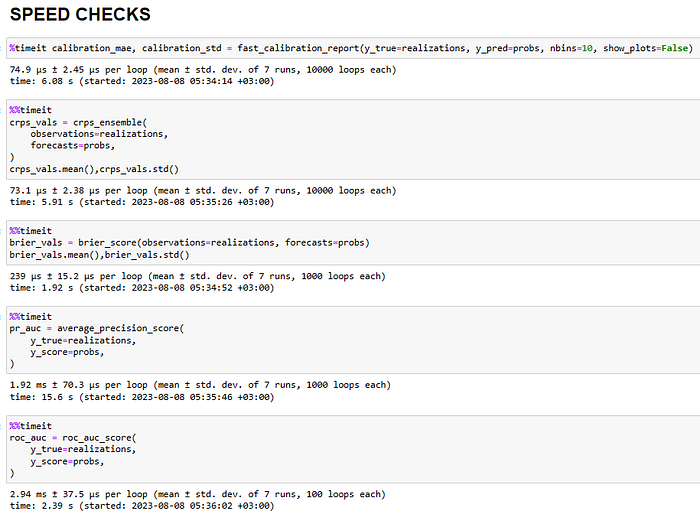 SPEED CHECKS
%timeit calibration_mae, calibration_std = fast_calibration_report(y_true=realizations, y_pred=probs, nbins=10, show_plots=False)
74.9 µs ± 2.45 µs per loop (mean ± std. dev. of 7 runs, 10000 loops each)
time: 6.08 s (started: 2023-08-08 05:34:14 +03:00)
%%timeit
crps_vals = crps_ensemble(
    observations=realizations,
    forecasts=probs,
)
crps_vals.mean(),crps_vals.std()
73.1 µs ± 2.38 µs per loop (mean ± std. dev. of 7 runs, 10000 loops each)
time: 5.91 s (started: 2023-08-08 05:35:26 +03:00)
%%timeit
brier_vals = brier_score(observations=realizations, forecasts=probs)
brier_vals.mean(),brier_vals.std()
239 µs ± 15.2 µs per loop (mean ± std. dev. of 7 runs, 1000 loops each)
time: 1.92 s (started: 2023-08-08 05:34:52 +03:00)
%%timeit
pr_auc = average_precision_score(
    y_true=realizations,
    y_score=probs,
)
1.92 ms ± 70.3 µs per loop (mean ± std. dev. of 7 runs, 1000 loops each)
time: 15.6 s (started: 2023-08-08 05:35:46 +03:00)
%%timeit
roc_auc = roc_auc_score(
    y_true=realizations,
    y_score=probs,
)
2.94 ms ± 37.5 µs per loop (mean ± std. dev. of 7 runs, 100 loops each)
time: 2.39 s (started: 2023-08-08 05:36:02 +03:00)